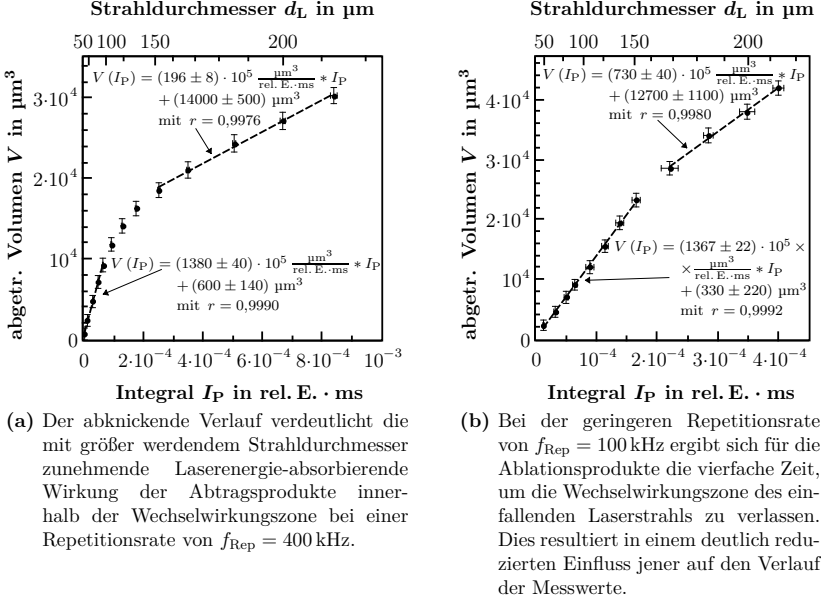 Strahldurchmesser d_L in µm
50 100 150 200
V (I_P) = (196 ± 8) · 10^5 µm³/rel. E.·ms * I_P
+ (14000 ± 500) µm³
mit r = 0,9976
abgetr. Volumen V in µm³
3·10^4
2·10^4
10^4
0
V (I_P) = (1380 ± 40) · 10^5 µm³/rel. E.·ms * I_P
+ (600 ± 140) µm³
mit r = 0,9990
0 2·10^-4 4·10^-4 6·10^-4 8·10^-4 10^-3
Integral I_P in rel. E. · ms
(a) Der abknickende Verlauf verdeutlicht die
mit größer werdendem Strahldurchmesser
zunehmende Laserenergie-absorbierende
Wirkung der Abtragsprodukte inner-
halb der Wechselwirkungszone bei einer
Repetitionsrate von f_Rep = 400 kHz.
Strahldurchmesser d_L in µm
50 100 150 200
V (I_P) = (730 ± 40) · 10^5 µm³/rel. E.·ms * I_P
+ (12700 ± 1100) µm³
mit r = 0,9980
abgetr. Volumen V in µm³
4·10^4
3·10^4
2·10^4
10^4
0
V (I_P) = (1367 ± 22) · 10^5 ×
× µm³/rel. E.·ms * I_P
+ (330 ± 220) µm³
mit r = 0,9992
0 10^-4 2·10^-4 3·10^-4 4·10^-4
Integral I_P in rel. E. · ms
(b) Bei der geringeren Repetitionsrate
von f_Rep = 100 kHz ergibt sich für die
Ablationsprodukte die vierfache Zeit,
um die Wechselwirkungszone des ein-
fallenden Laserstrahls zu verlassen.
Dies resultiert in einem deutlich redu-
zierten Einfluss jener auf den Verlauf
der Messwerte.